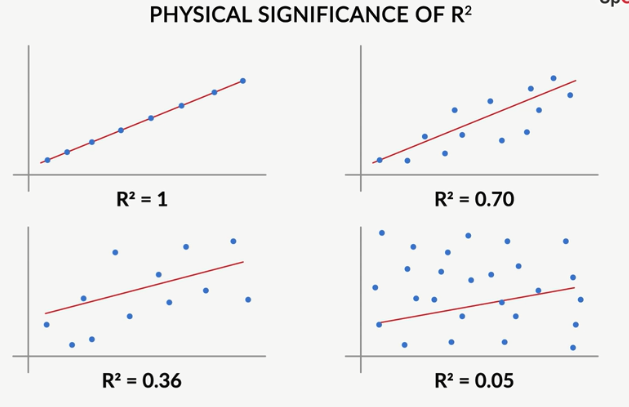 PHYSICAL SIGNIFICANCE OF R²
R² = 1
R² = 0.70
R² = 0.36
R² = 0.05